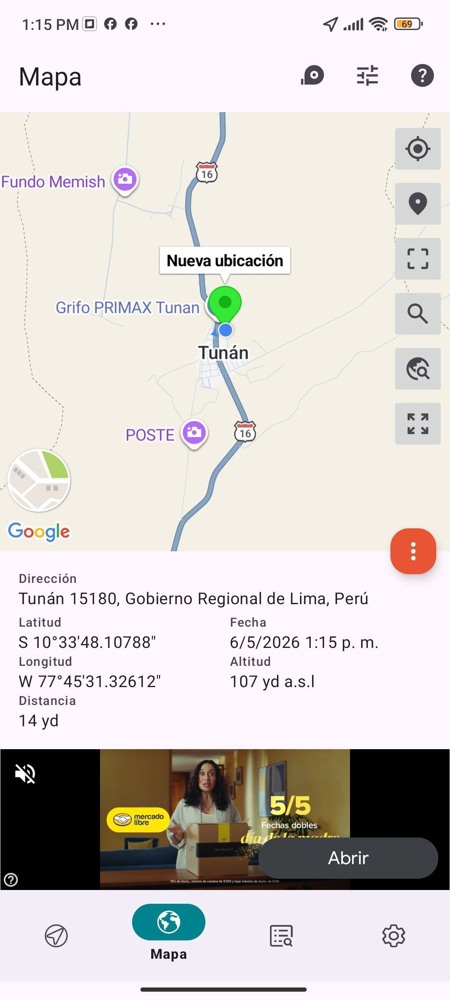 1:15 PM
69
Mapa
16
Fundo Memish
Nueva ubicación
Grifo PRIMAX Tunan
Tunán
POSTE
16
Google
Dirección
Tunán 15180, Gobierno Regional de Lima, Perú
Latitud
S 10°33'48.10788"
Fecha
6/5/2026 1:15 p. m.
Longitud
W 77°45'31.32612"
Altitud
107 yd a.s.l
Distancia
14 yd
5/5
mercado
libre
Fechas dobles
día de la madre
Abrir
15% de dscto., mínimo de compra de S/120 y tope máximo de dscto. de S/40.
Mapa